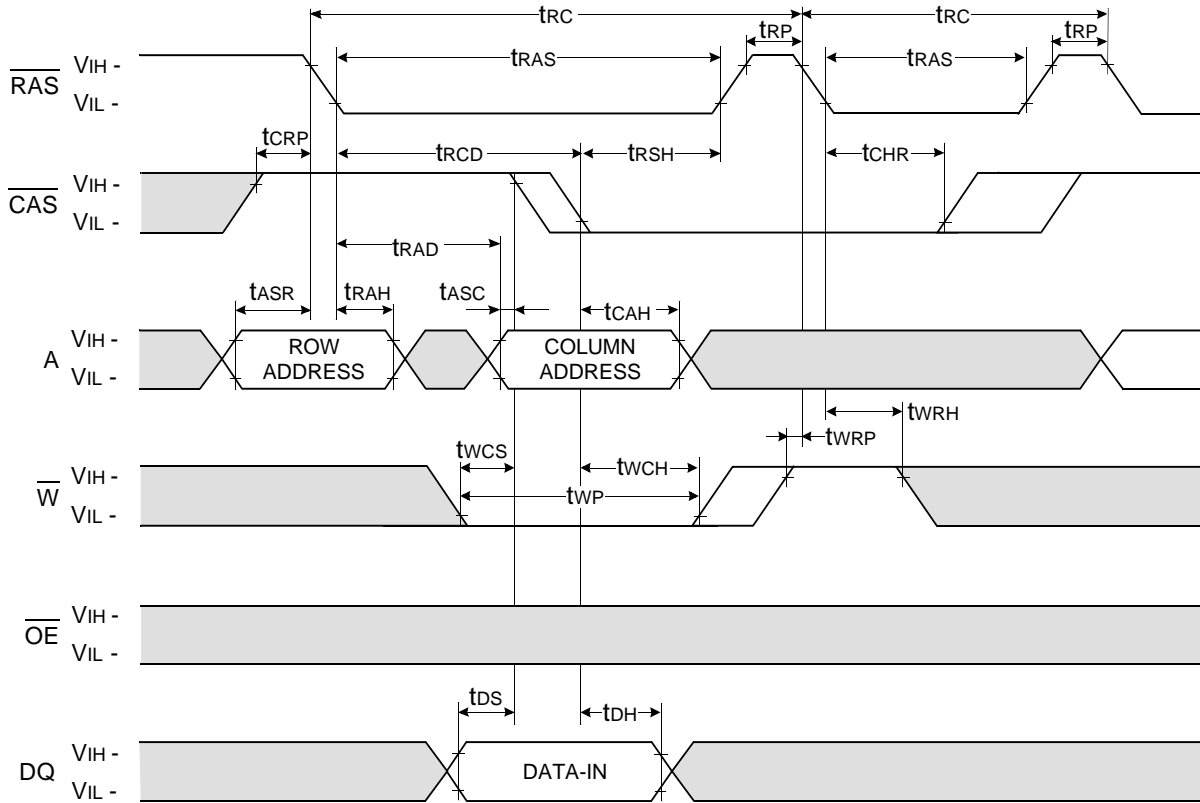 tRC tRC
tRP tRP
RAS VIH - tRAS tRAS
VIL -
tCRP tRCD tRSH tCHR
CAS VIH -
VIL -
tRAD
tASR tRAH tASC tCAH
A VIH - ROW ADDRESS COLUMN ADDRESS
VIL -
tWRH
tWRP
tWCS tWCH
W VIH - tWP
VIL -
OE VIH -
VIL -
tDS tDH
DQ VIH - DATA-IN
VIL -